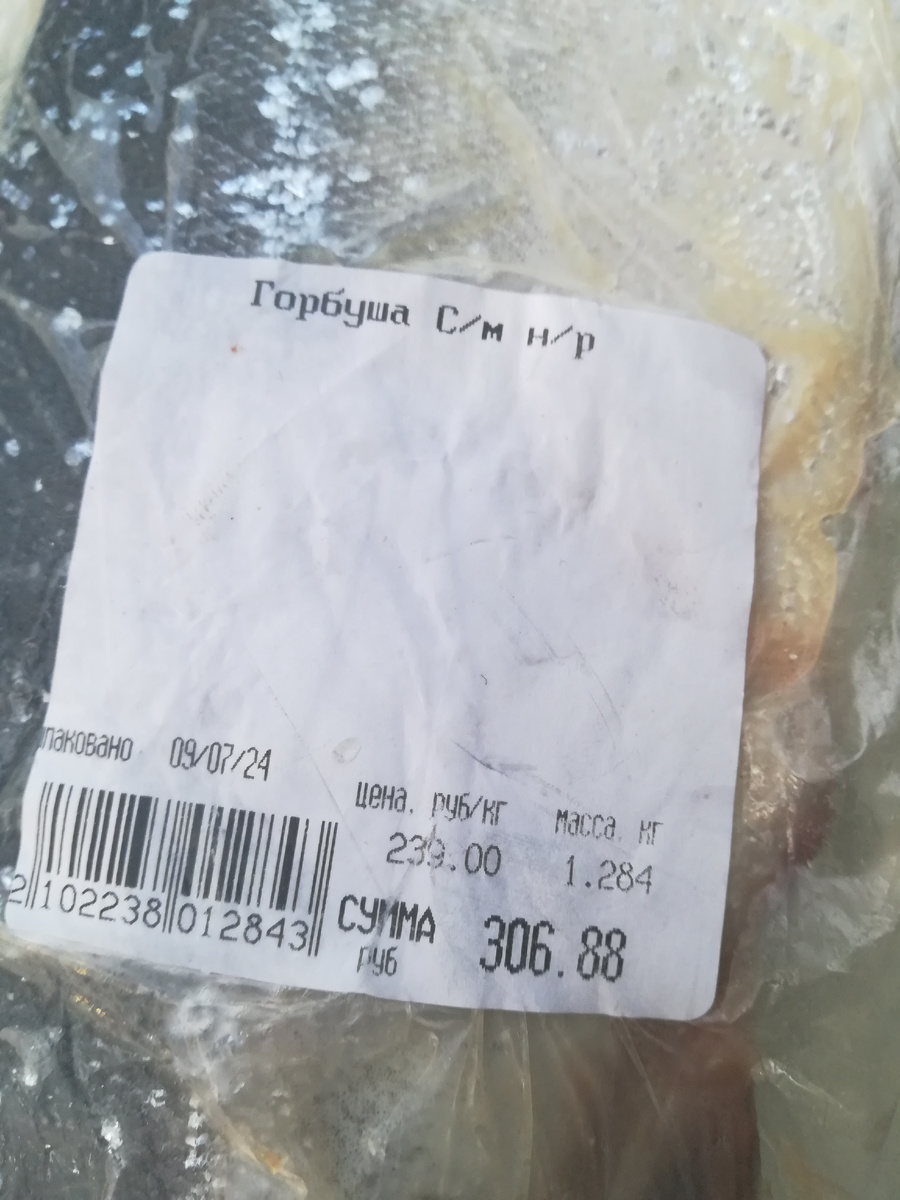 Горбуша С/м н/р
паковано 09/07/24
цена. руб/кг масса. кг
239.00 1.284
2 102238 012843
СУММА 306.88
руб